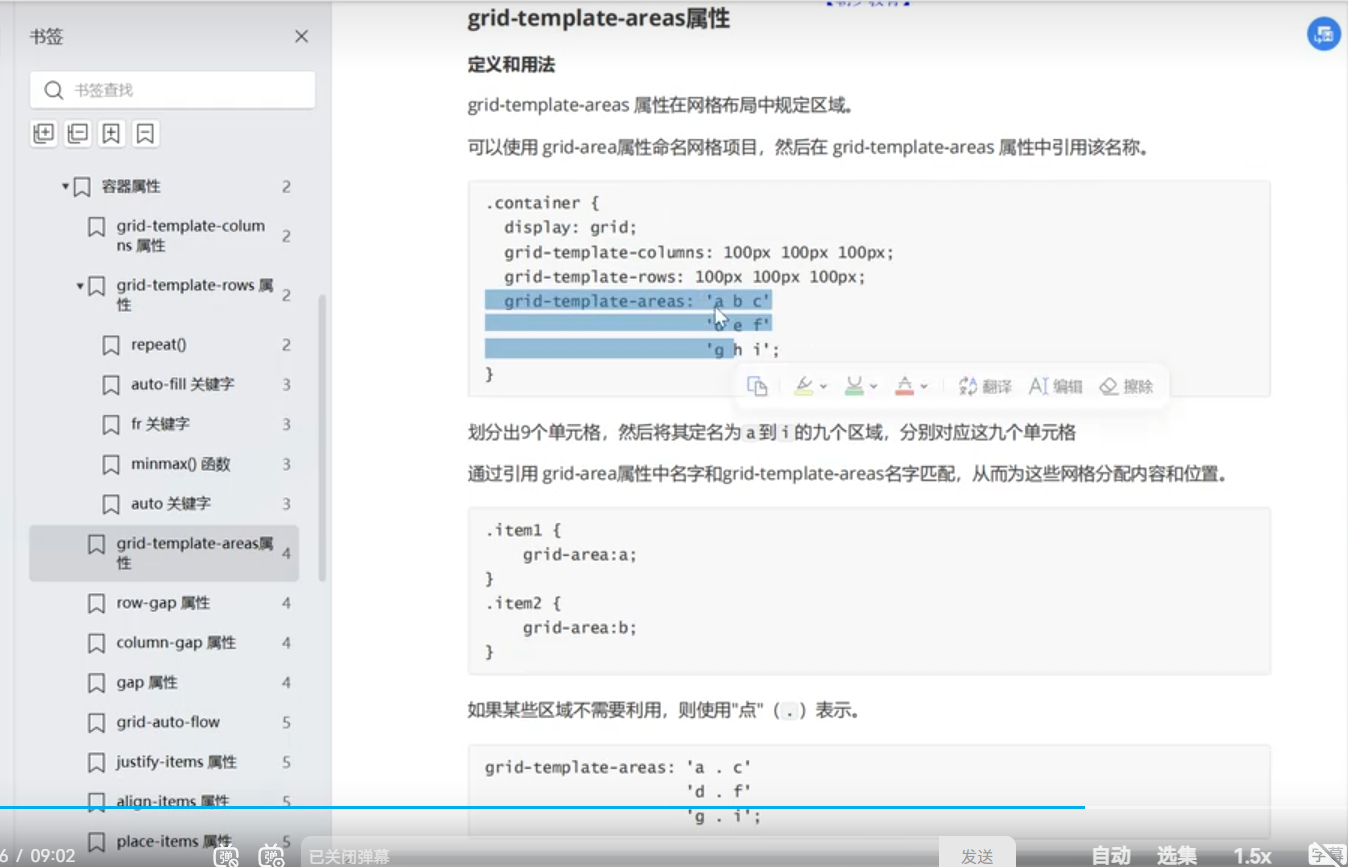 书签
书签查找
容器属性 2
grid-template-colum
ns 属性 2
grid-template-rows 属
性 2
repeat() 2
auto-fill 关键字 3
fr 关键字 3
minmax() 函数 3
auto 关键字 3
grid-template-areas属
性 4
row-gap 属性 4
column-gap 属性 4
gap 属性 4
grid-auto-flow 5
justify-items 属性 5
align-items 属性 5
place-items 属性 5
grid-template-areas属性
定义和用法
grid-template-areas 属性在网格布局中规定区域。
可以使用 grid-area属性命名网格项目，然后在 grid-template-areas 属性中引用该名称。
.container {
display: grid;
grid-template-columns: 100px 100px 100px;
grid-template-rows: 100px 100px 100px;
grid-template-areas: 'a b c'
'd e f'
'g h i';
}
翻译 编辑 擦除
划分出9个单元格，然后将其定名为 a 到 i 的九个区域，分别对应这九个单元格
通过引用 grid-area属性中名字和grid-template-areas名字匹配，从而为这些网格分配内容和位置。
.item1 {
grid-area:a;
}
.item2 {
grid-area:b;
}
如果某些区域不需要利用，则使用"点"（ . ）表示。
grid-template-areas: 'a . c'
'd . f'
'g . i';
6 / 09:02
弹 弹 已关闭弹幕 发送 自动 选集 1.5x 字幕